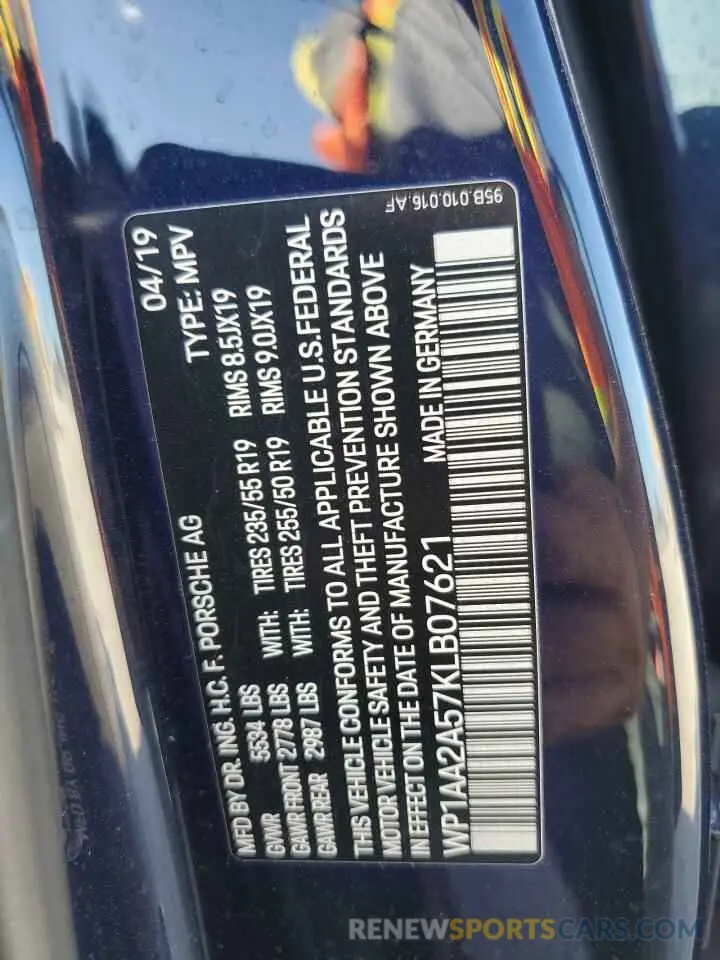 MFD BY DR. ING. H.C. F. PORSCHE AG 04/19
GVWR 5534 LBS TYPE: MPV
GAWR FRONT 2778 LBS WITH: TIRES 235/55 R19 RIMS 8.5JX19
GAWR REAR 2987 LBS WITH: TIRES 255/50 R19 RIMS 9.0JX19
THIS VEHICLE CONFORMS TO ALL APPLICABLE U.S.FEDERAL
MOTOR VEHICLE SAFETY AND THEFT PREVENTION STANDARDS
IN EFFECT ON THE DATE OF MANUFACTURE SHOWN ABOVE
WP1AA2A57KLB07621 MADE IN GERMANY
95B.010.016.AF
RENEWSPORTSCARS.COM